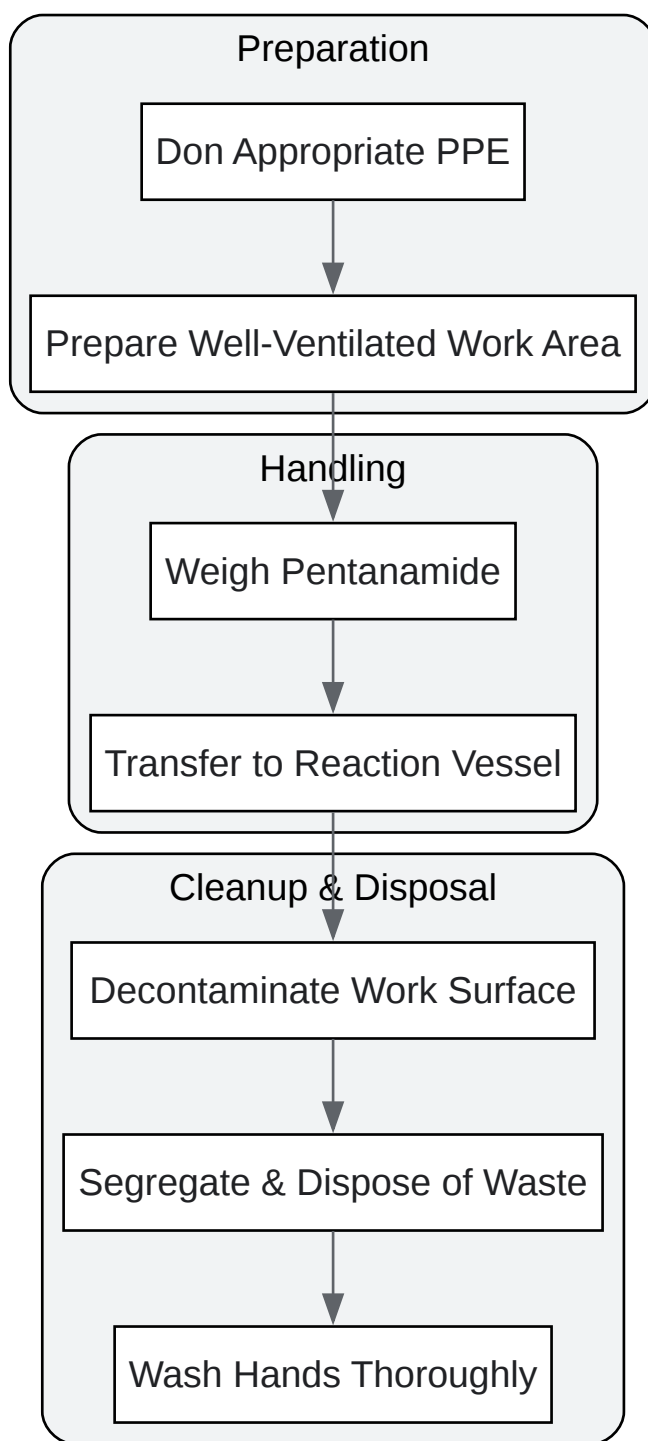 Preparation
Don Appropriate PPE
Prepare Well-Ventilated Work Area
Handling
Weigh Pentanamide
Transfer to Reaction Vessel
Cleanup & Disposal
Decontaminate Work Surface
Segregate & Dispose of Waste
Wash Hands Thoroughly